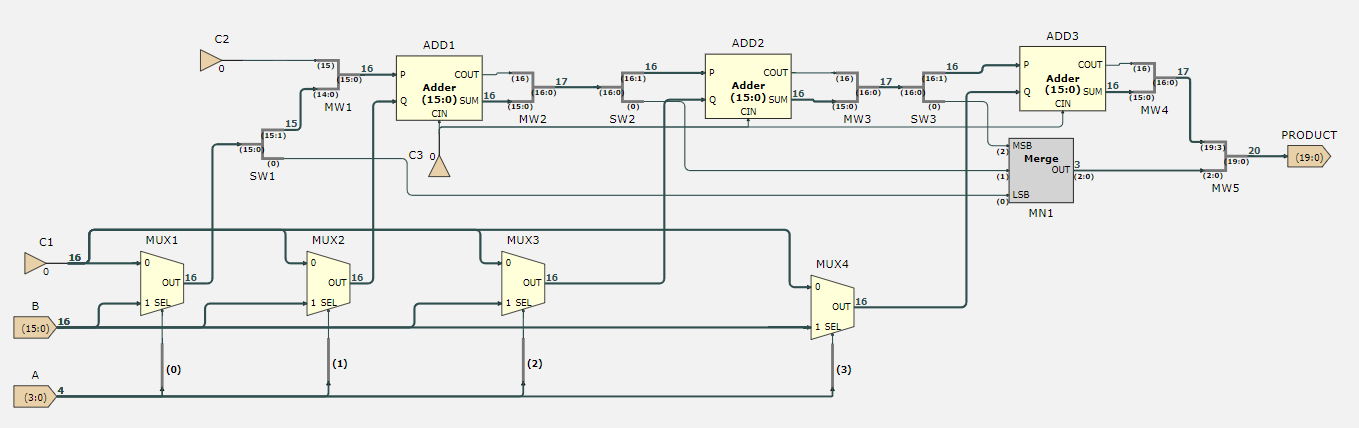 C2
0
(15)
(14:0)
(15:0)
16
MW1
15
(15:0)
(15:1)
(0)
SW1
ADD1
P
Q
COUT
Adder
(15:0)
SUM
CIN
16
(16)
(15:0)
(16:0)
MW2
17
(16:0)
(16:1)
(0)
SW2
16
C3
0
ADD2
P
Q
COUT
Adder
(15:0)
SUM
CIN
16
(16)
(15:0)
(16:0)
MW3
17
(16:0)
(16:1)
(0)
SW3
16
ADD3
P
Q
COUT
Adder
(15:0)
SUM
CIN
16
(16)
(15:0)
(16:0)
MW4
17
(2)
(1)
(0)
MSB
Merge
OUT
LSB
MN1
3
(2:0)
(19:3)
(2:0)
(19:0)
MW5
20
PRODUCT
(19:0)
C1
0
16
MUX1
0
OUT
1 SEL
16
MUX2
0
OUT
1 SEL
16
MUX3
0
OUT
1 SEL
16
MUX4
0
OUT
1 SEL
16
B
(15:0)
16
(0)
(1)
(2)
(3)
A
(3:0)
4